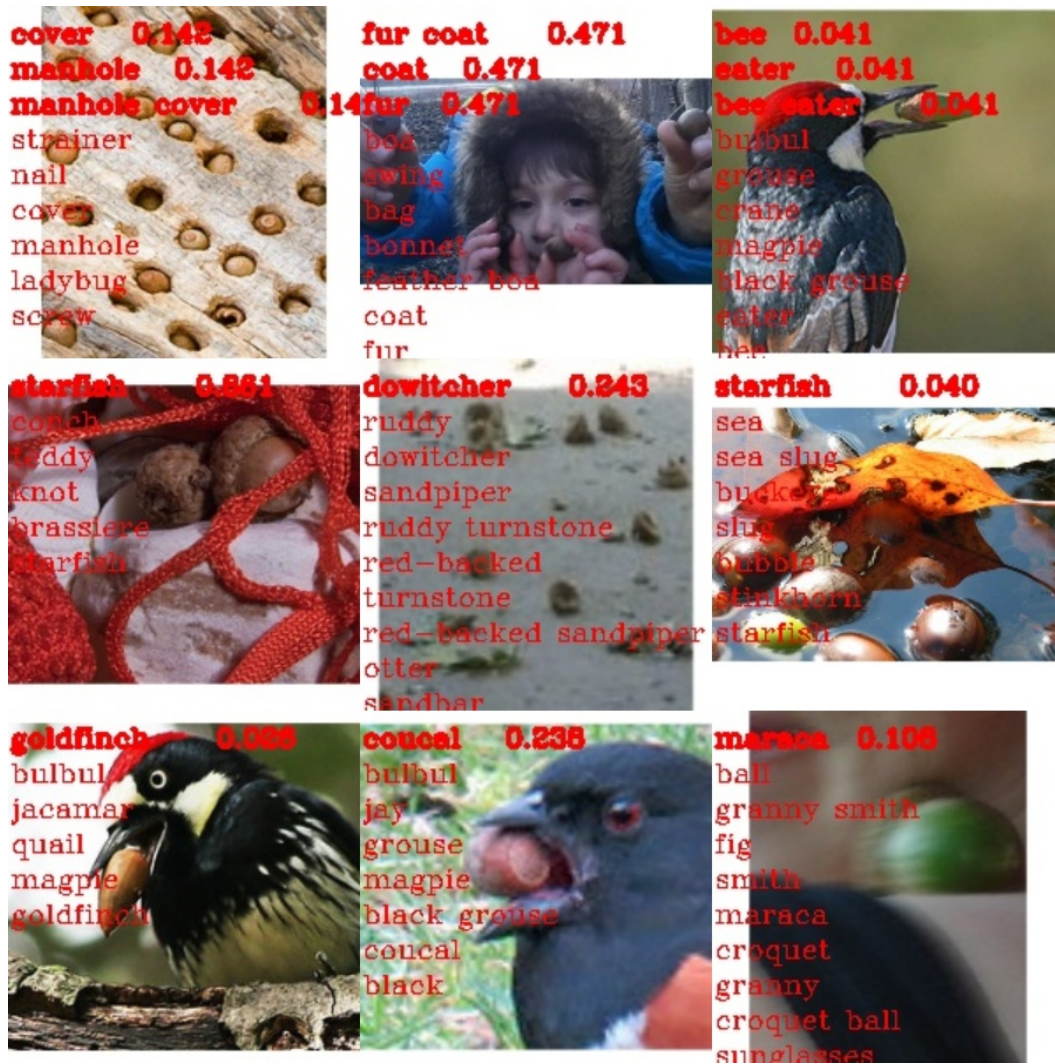 cover 0.142
manhole 0.142
manhole cover 0.14
strainer
nail
cover
manhole
ladybug
screw
fur coat 0.471
coat 0.471
fur 0.471
boa
swing
bag
bonnet
feather boa
coat
fur
bee 0.041
eater 0.041
bee eater 0.041
bulbul
grouse
crane
magpie
black grouse
eater
bee
starfish 0.861
conch
teddy
knot
brassiere
starfish
dowitcher 0.243
ruddy
dowitcher
sandpiper
ruddy turnstone
red-backed
turnstone
red-backed sandpiper
otter
sandbar
starfish 0.040
sea
sea slug
buckeye
slug
bubble
stinkhorn
starfish
goldfinch 0.026
bulbul
jacamar
quail
magpie
goldfinch
coucal 0.238
bulbul
jay
grouse
magpie
black grouse
coucal
black
maraca 0.106
ball
granny smith
fig
smith
maraca
croquet
granny
croquet ball
sunglasses